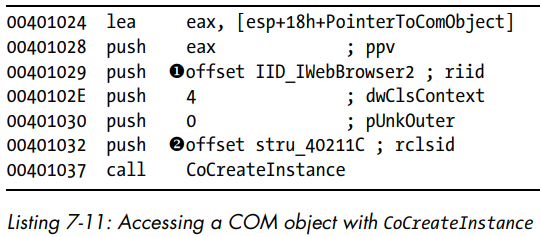 00401024 lea eax, [esp+18h+PointerToComObject]
00401028 push eax ; ppv
00401029 push ❶offset IID_IWebBrowser2 ; riid
0040102E push 4 ; dwClsContext
00401030 push 0 ; pUnkOuter
00401032 push ❷offset stru_40211C ; rclsid
00401037 call CoCreateInstance
Listing 7-11: Accessing a COM object with CoCreateInstance